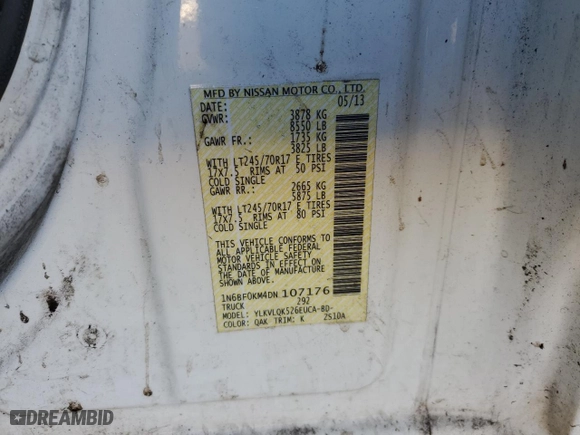 MFD BY NISSAN MOTOR CO., LTD.
DATE: 05/13
GVWR: 3878 KG
8550 LB
GAWR FR.: 1735 KG
3825 LB
WITH LT245/70R17 E TIRES
17X7.5 RIMS AT 50 PSI
COLD SINGLE
GAWR RR.: 2665 KG
5875 LB
WITH LT245/70R17 E TIRES
17X7.5 RIMS AT 80 PSI
COLD SINGLE
THIS VEHICLE CONFORMS TO
ALL APPLICABLE FEDERAL
MOTOR VEHICLE SAFETY
STANDARDS IN EFFECT ON
THE DATE OF MANUFACTURE
SHOWN ABOVE.
1N6BF0KM4DN 107176
TRUCK 292
MODEL: YLKVLQK526EUCA-BD-
COLOR: QAK TRIM: K 2S10A
DREAMBID